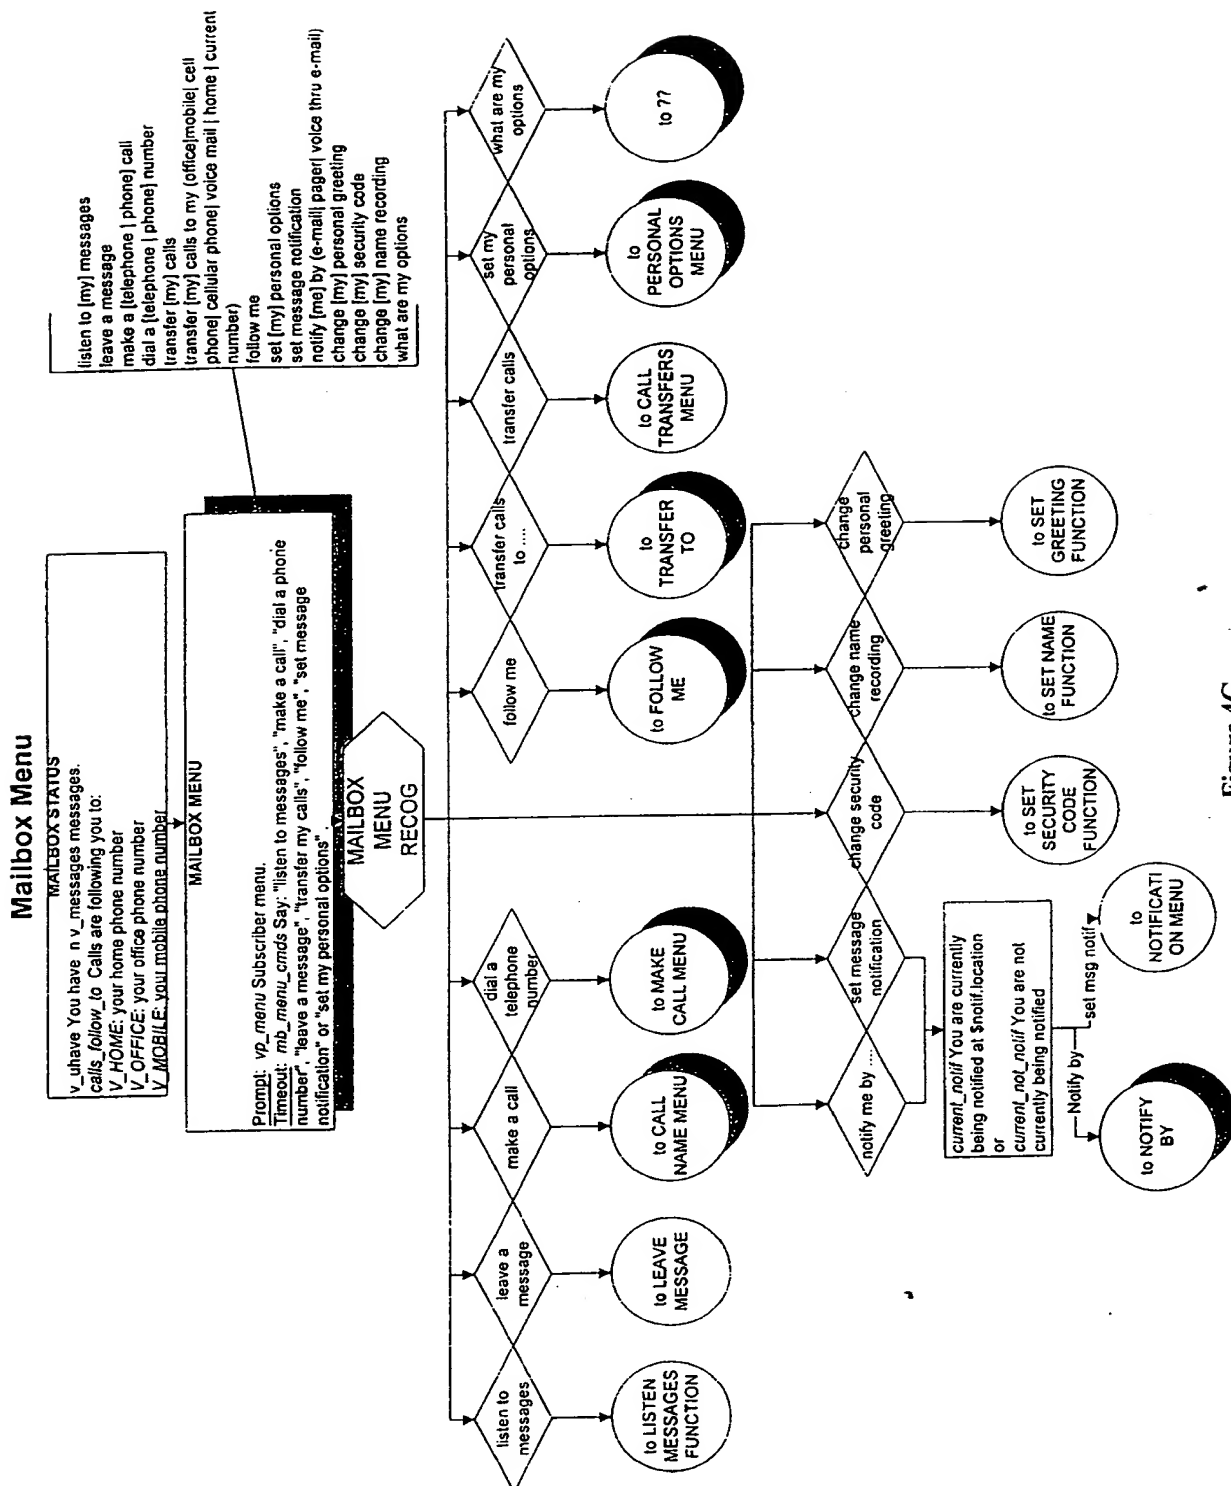 Mailbox Menu
MAILBOX STATUS
v_uhave You have n v_messages messages.
calls_follow_to Calls are following you to:
V_HOME: your home phone number
V_OFFICE: your office phone number
V_MOBILE: you mobile phone number
MAILBOX MENU
Prompt: vp_menu Subscriber menu.
Timeout: mb_menu_cmds Say: "listen to messages", "make a call", "dial a phone
number", "leave a message", "transfer my calls", "follow me", "set message
notification" or "set my personal options".
MAILBOX
MENU
RECOG
listen to [my] messages
leave a message
make a [telephone | phone] call
dial a [telephone | phone] number
transfer [my] calls
transfer [my] calls to my (office|mobile| cell
phone| cellular phone| voice mail | home | current
number)
follow me
set [my] personal options
set message notification
notify [me] by (e-mail| pager| voice thru e-mail)
change [my] personal greeting
change [my] security code
change [my] name recording
what are my options
listen to
messages
leave a
message
make a call
dial a
telephone
number
follow me
transfer calls
to ....
transfer calls
set my
personal
options
what are my
options
to LISTEN
MESSAGES
FUNCTION
to LEAVE
MESSAGE
to CALL
NAME MENU
to MAKE
CALL MENU
to FOLLOW
ME
to
TRANSFER
TO
to CALL
TRANSFERS
MENU
to
PERSONAL
OPTIONS
MENU
to ??
notify me by ....
set message
notification
change security
code
change name
recording
change
personal
greeting
current_notif You are currently
being notified at $notif.location
or
current_not_notif You are not
currently being notified
to SET
SECURITY
CODE
FUNCTION
to SET NAME
FUNCTION
to SET
GREETING
FUNCTION
Notify by
set msg notif
to NOTIFY
BY
to
NOTIFICATI
ON MENU
Figure 4C